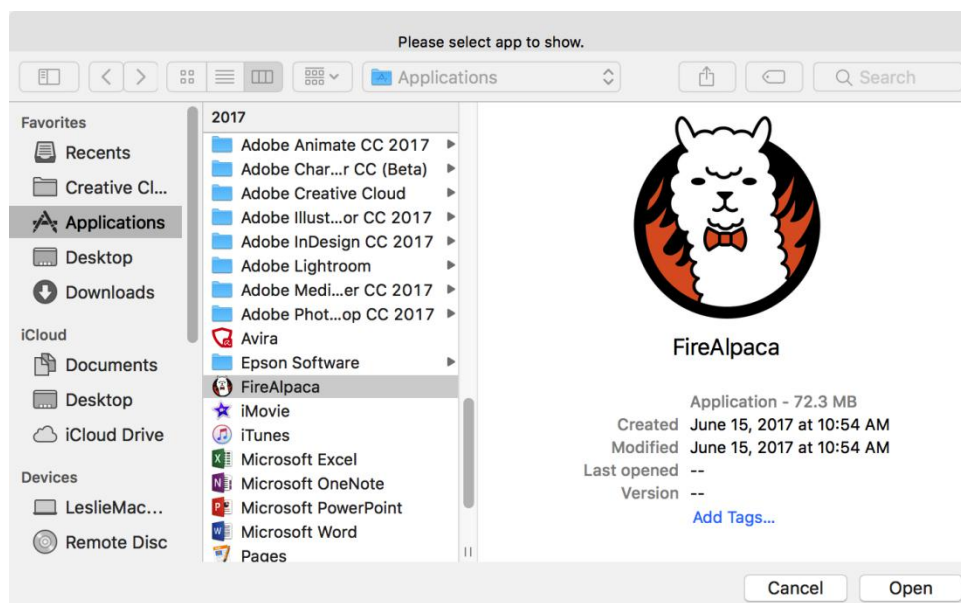 Please select app to show.
Applications
Search
Favorites
Recents
Creative Cl...
Applications
Desktop
Downloads
iCloud
Documents
Desktop
iCloud Drive
Devices
LeslieMac...
Remote Disc
2017
Adobe Animate CC 2017
Adobe Char...r CC (Beta)
Adobe Creative Cloud
Adobe Illust...or CC 2017
Adobe InDesign CC 2017
Adobe Lightroom
Adobe Medi...er CC 2017
Adobe Phot...op CC 2017
Avira
Epson Software
FireAlpaca
iMovie
iTunes
Microsoft Excel
Microsoft OneNote
Microsoft PowerPoint
Microsoft Word
Pages
FireAlpaca
Application - 72.3 MB
Created June 15, 2017 at 10:54 AM
Modified June 15, 2017 at 10:54 AM
Last opened --
Version --
Add Tags...
Cancel Open